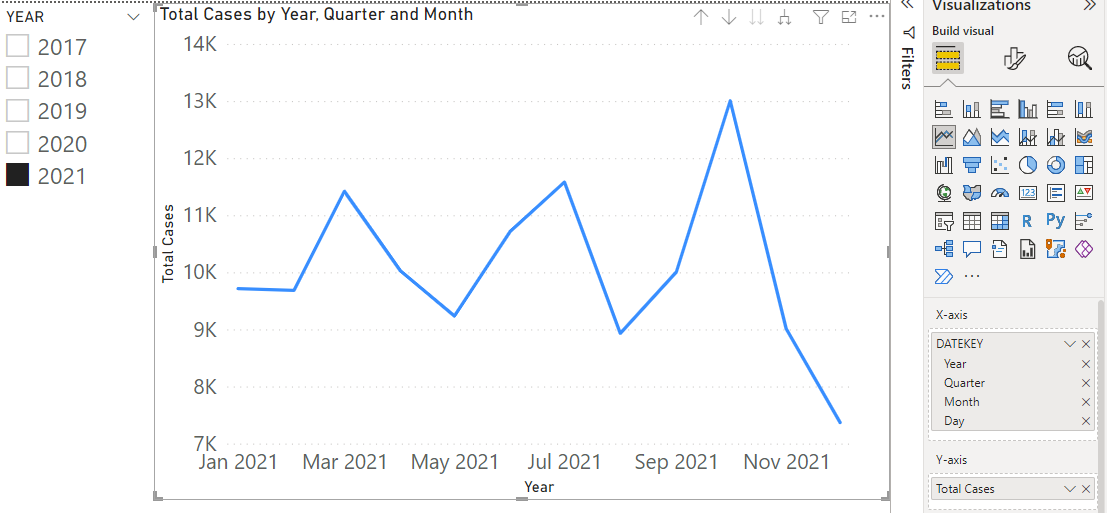 YEAR
2017
2018
2019
2020
2021
Total Cases by Year, Quarter and Month
14K
13K
12K
11K
10K
9K
8K
7K
Total Cases
Jan 2021 Mar 2021 May 2021 Jul 2021 Sep 2021 Nov 2021
Year
Filters
Visualizations
Build visual
123
R
Py
X-axis
DATEKEY
Year
Quarter
Month
Day
Y-axis
Total Cases